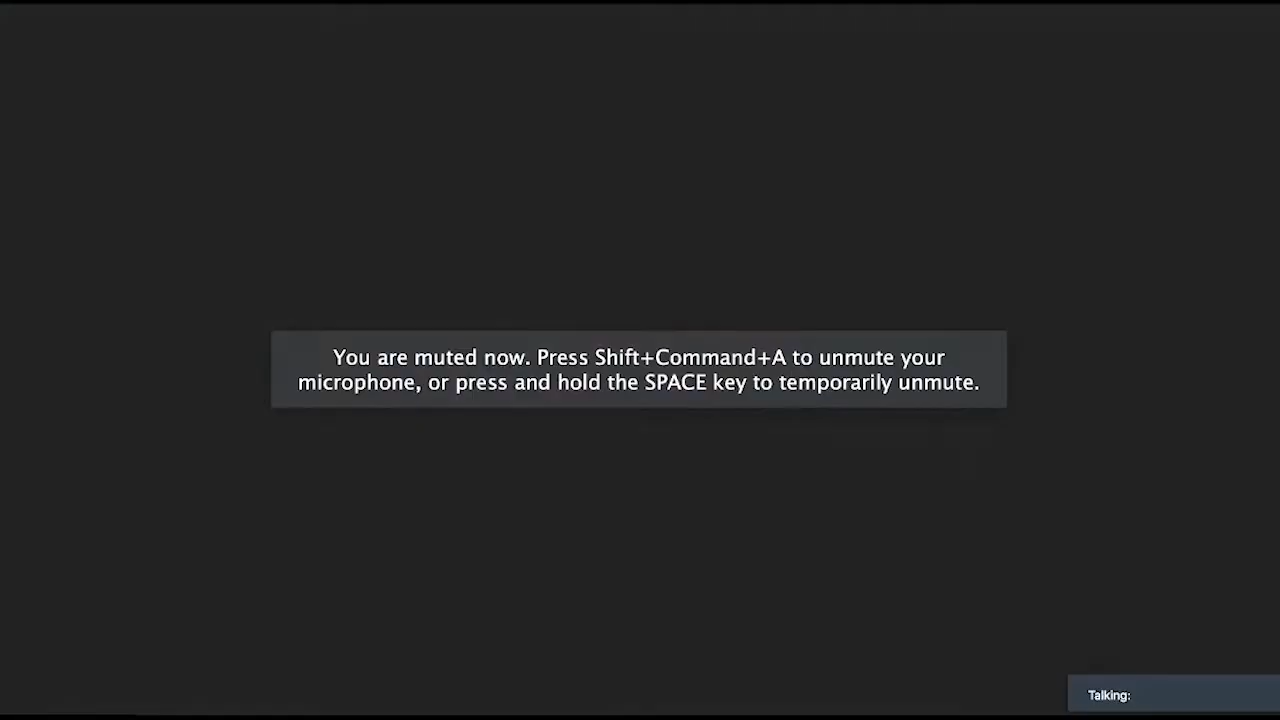 You are muted now. Press Shift+Command+A to unmute your
microphone, or press and hold the SPACE key to temporarily unmute.
Talking: